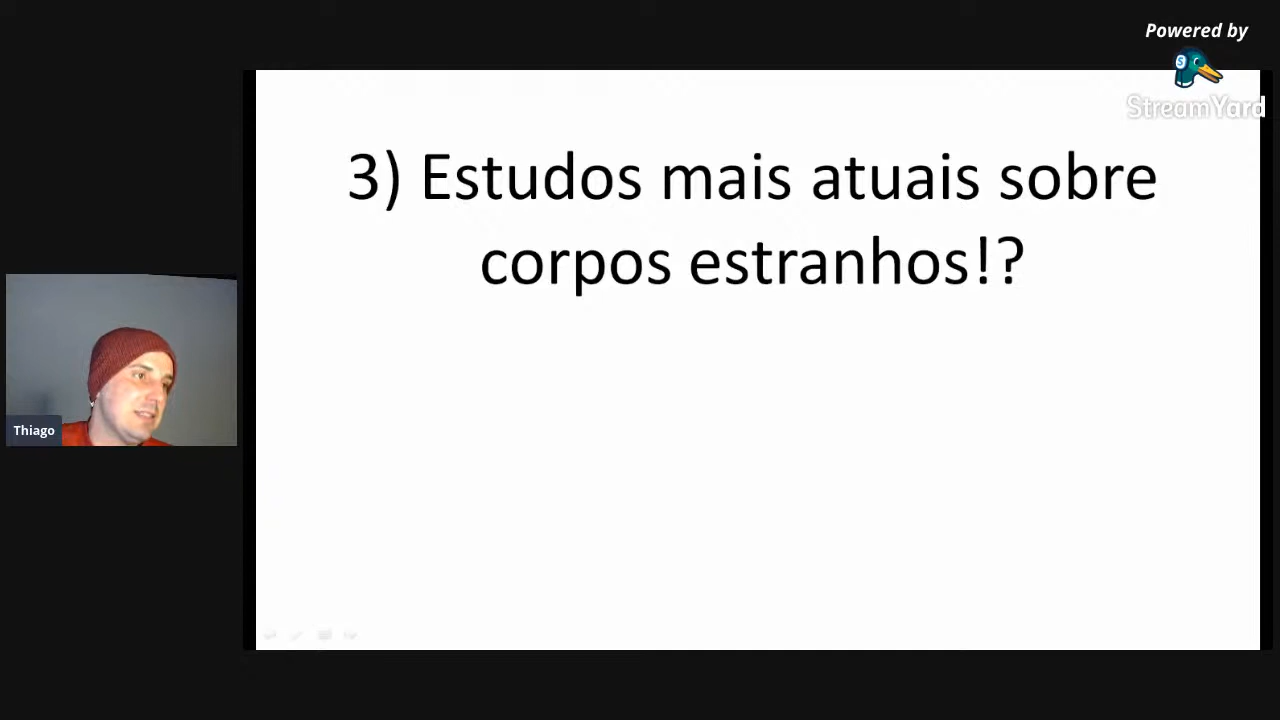 Powered by
StreamYard
3) Estudos mais atuais sobre
corpos estranhos!?
Thiago